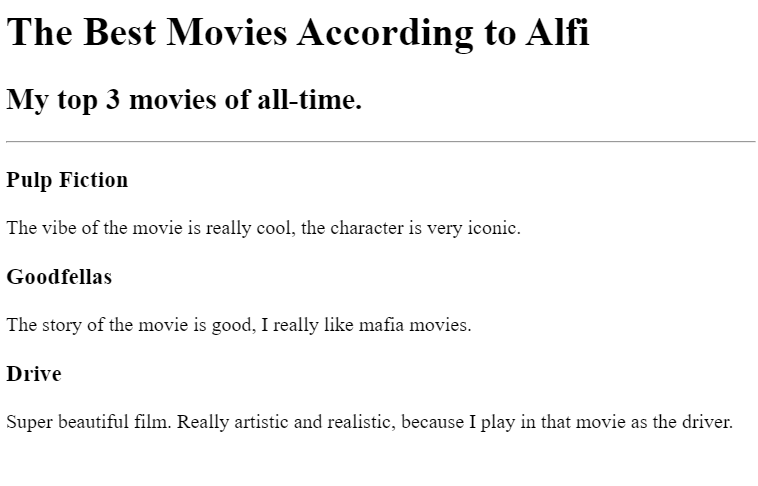 The Best Movies According to Alfi
My top 3 movies of all-time.
Pulp Fiction
The vibe of the movie is really cool, the character is very iconic.
Goodfellas
The story of the movie is good, I really like mafia movies.
Drive
Super beautiful film. Really artistic and realistic, because I play in that movie as the driver.